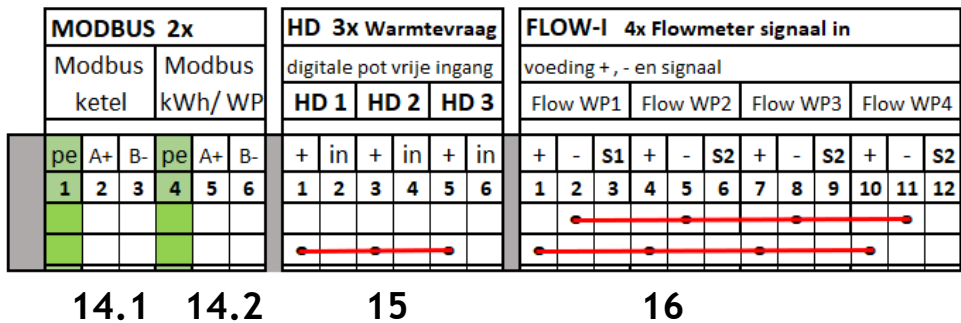 MODBUS 2x
Modbus Modbus
ketel kWh/ WP
pe A+ B- pe A+ B-
1 2 3 4 5 6
14.1 14.2
HD 3x Warmtevraag
digitale pot vrije ingang
HD 1 HD 2 HD 3
+ in + in + in
1 2 3 4 5 6
15
FLOW-I 4x Flowmeter signaal in
voeding + , - en signaal
Flow WP1 Flow WP2 Flow WP3 Flow WP4
+ - S1 + - S2 + - S2 + - S2
1 2 3 4 5 6 7 8 9 10 11 12
16